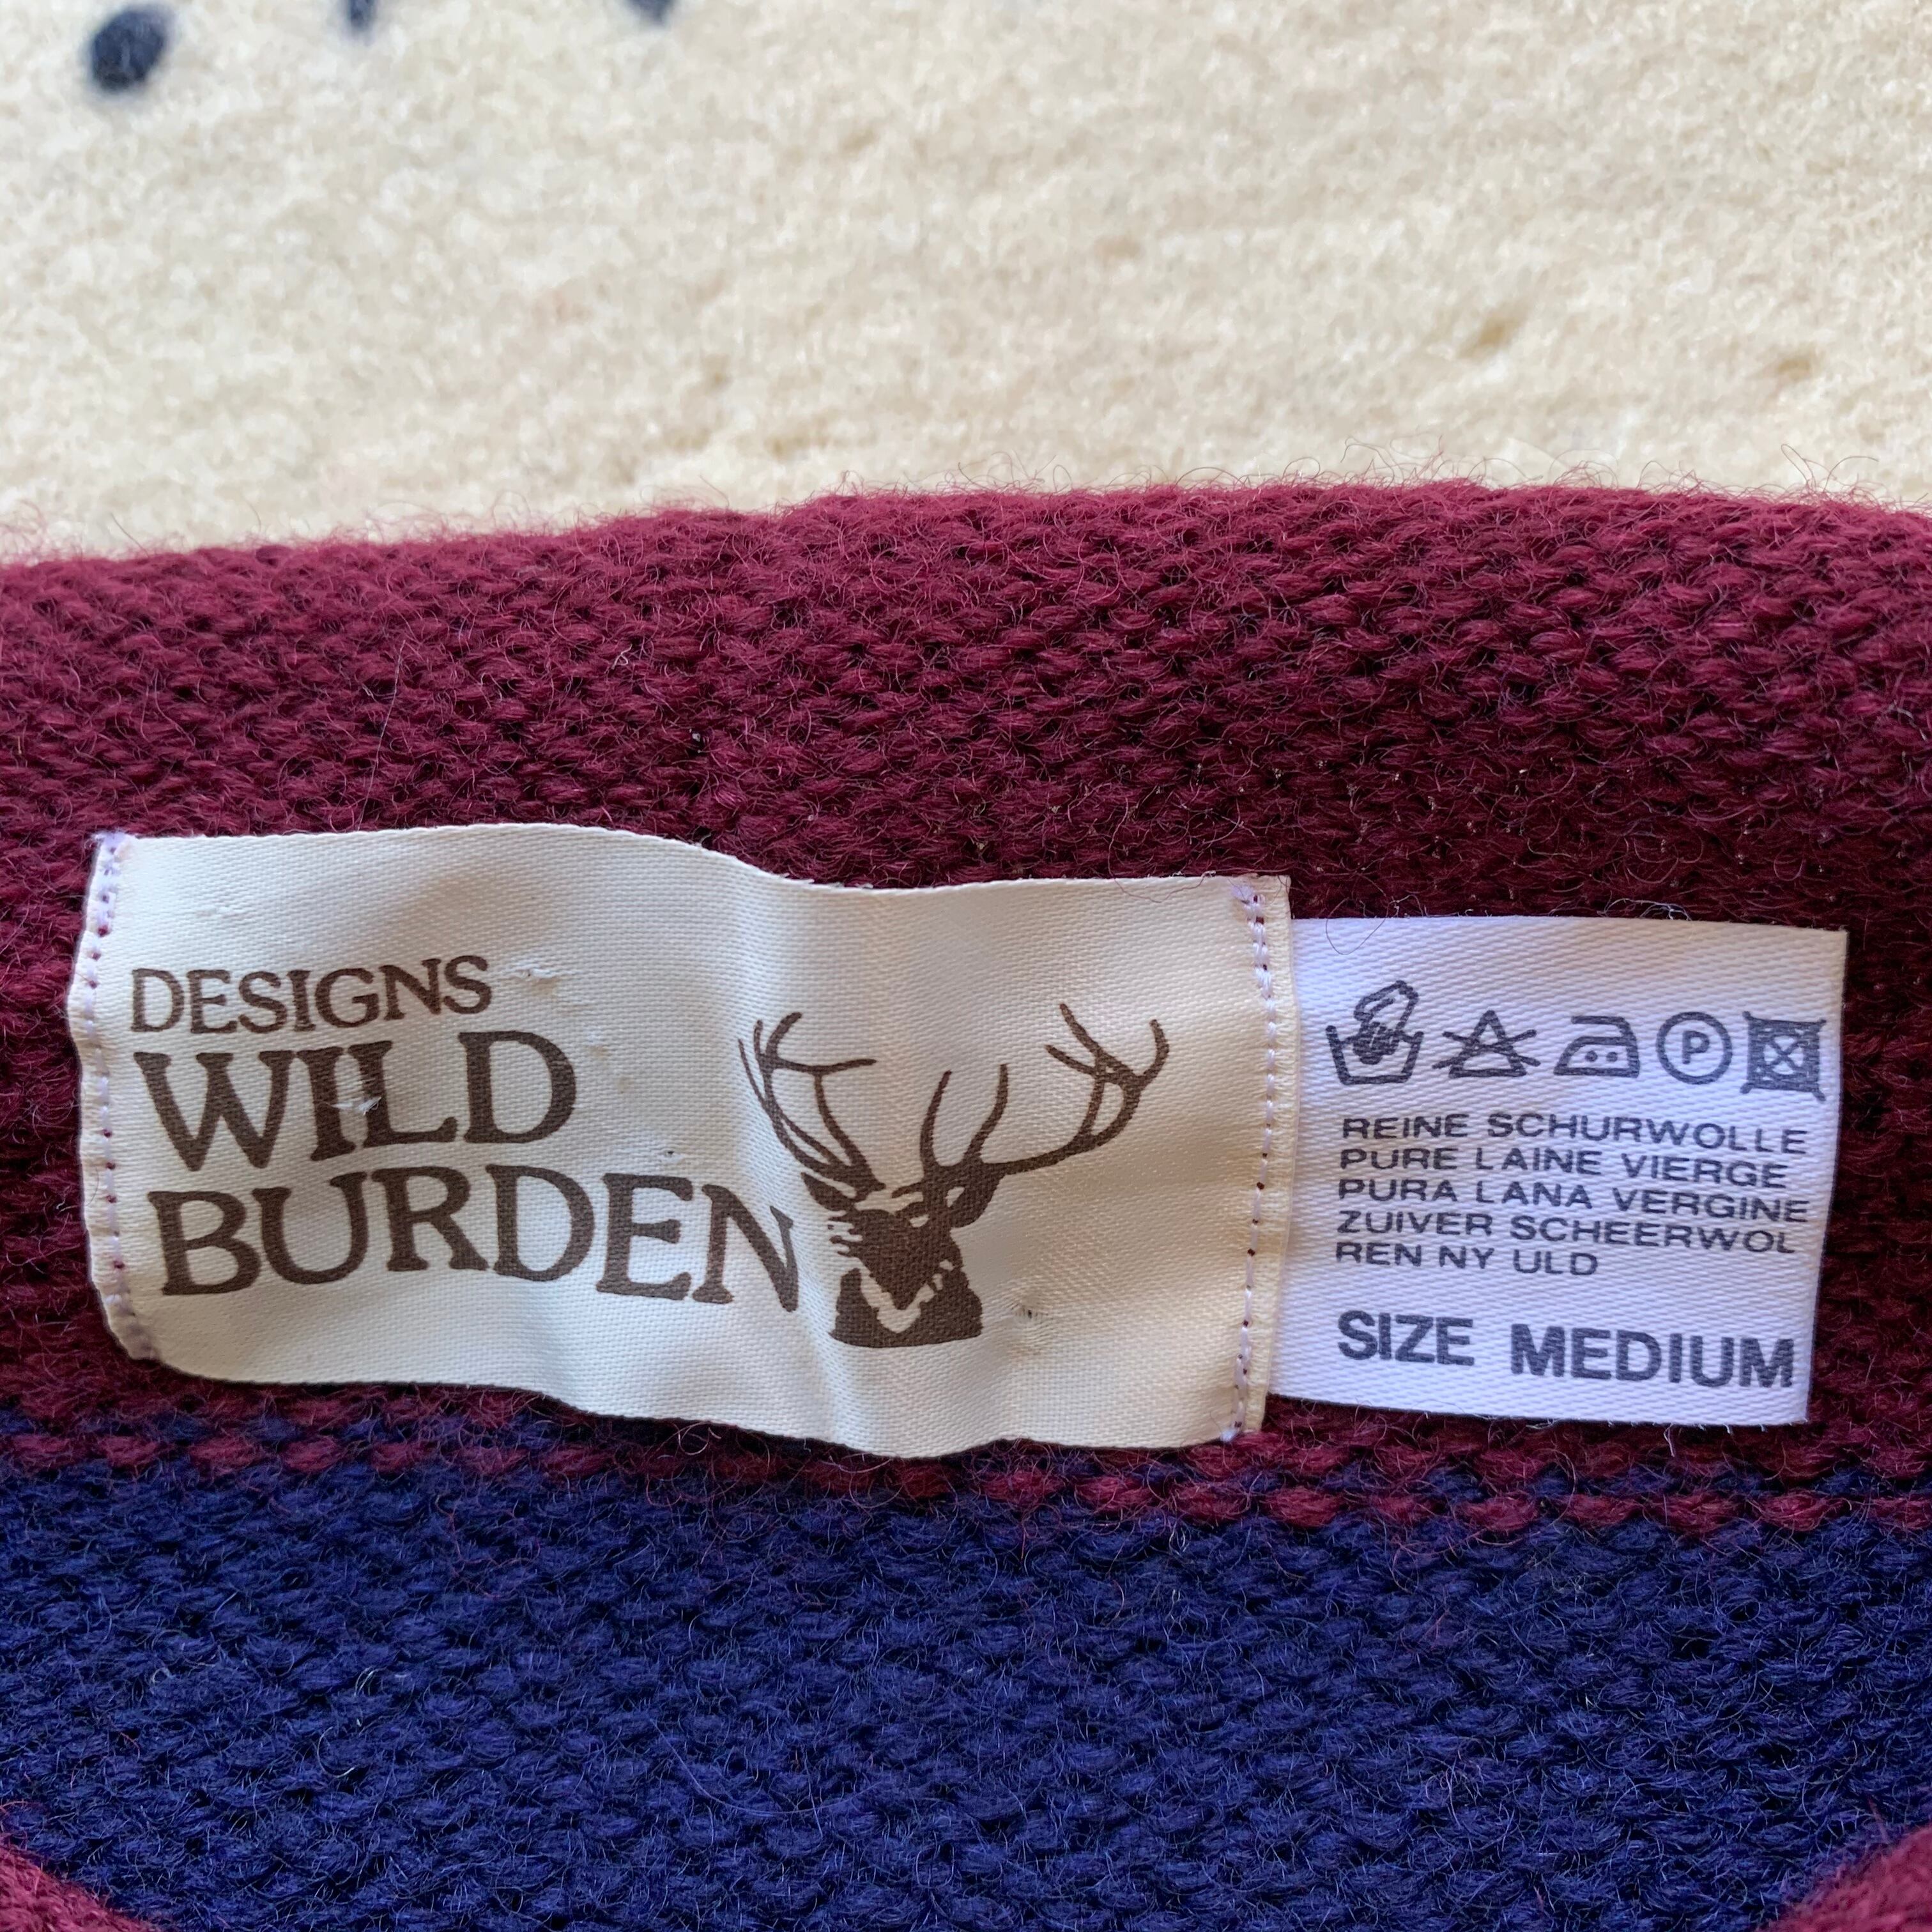 DESIGNS
WILD
BURDEN
P
REINE SCHURWOLLE
PURE LAINE VIERGE
PURA LANA VERGINE
ZUIVER SCHEERWOL
REN NY ULD
SIZE MEDIUM